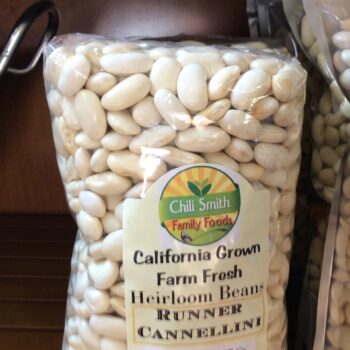 Chili Smith
Family Foods
California Grown
Farm Fresh
Heirloom Beans
RUNNER
CANNELLINI